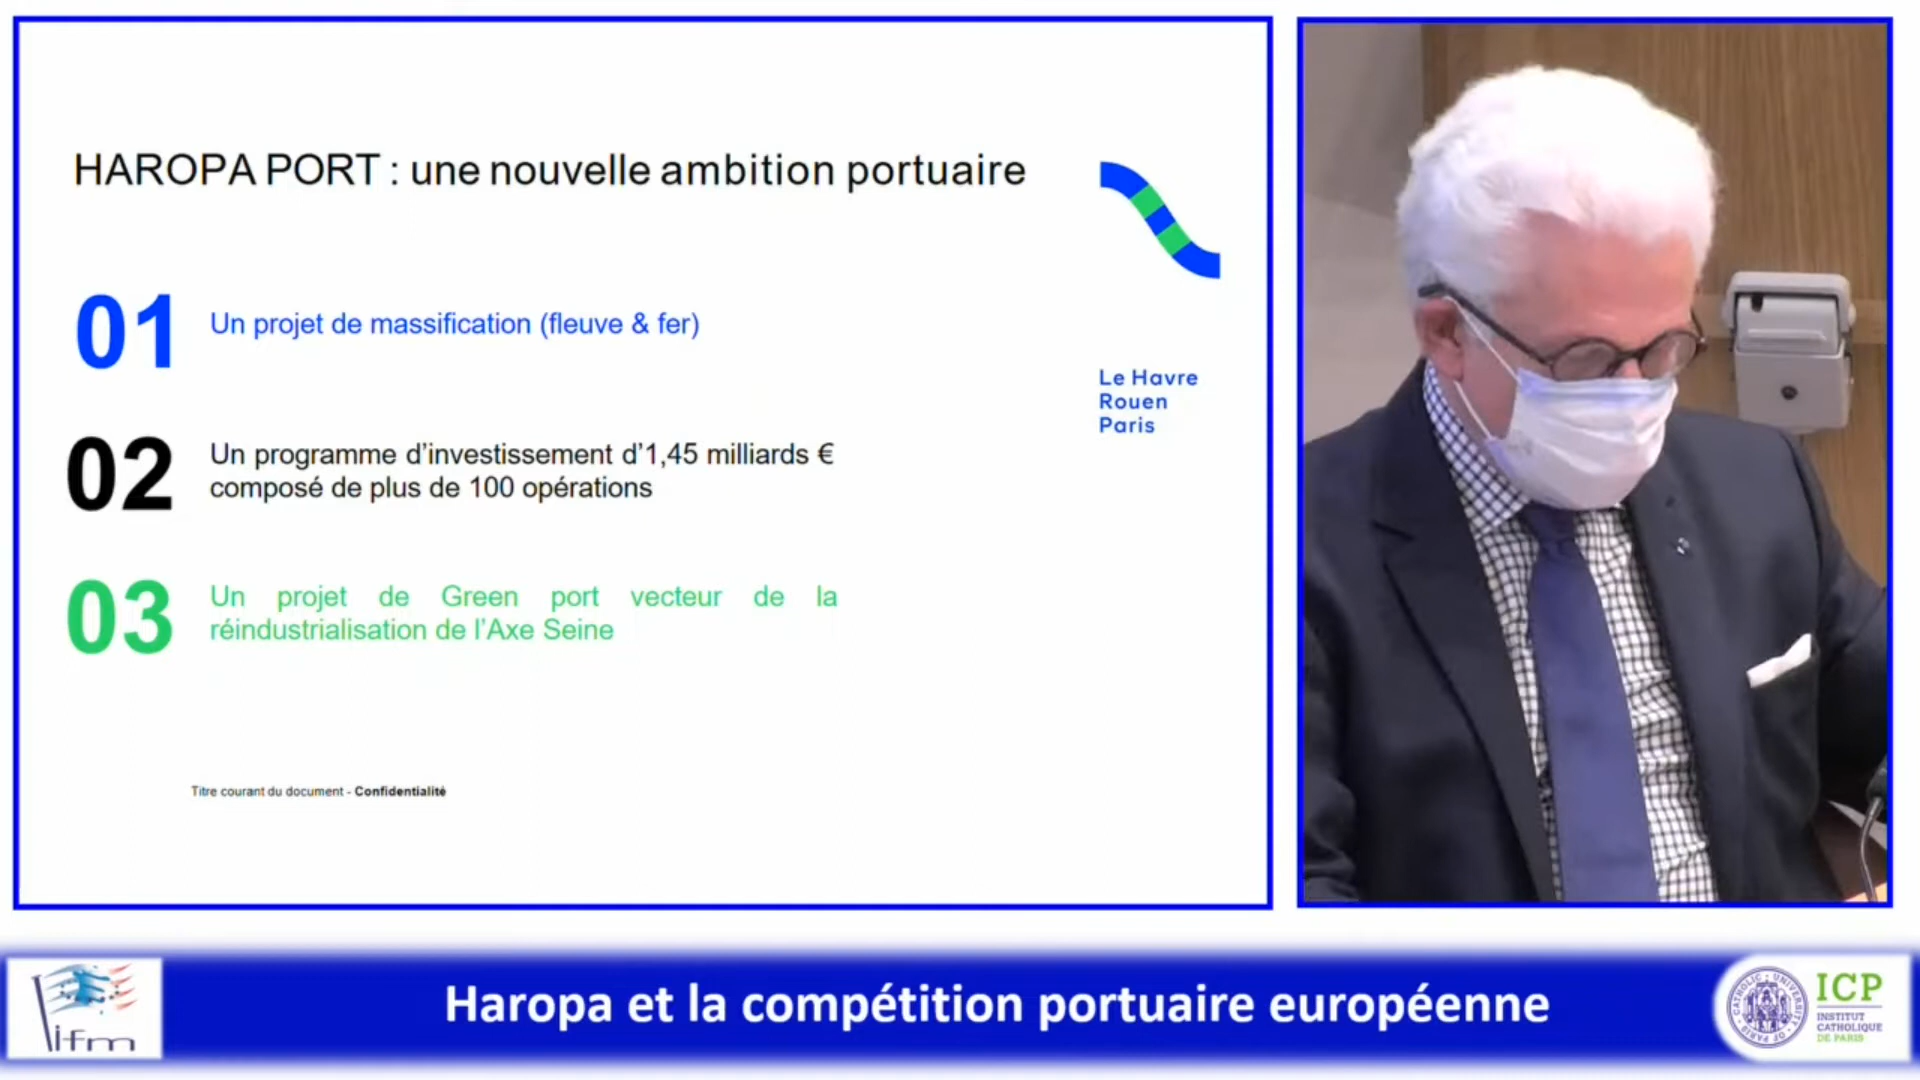 HAROPA PORT : une nouvelle ambition portuaire
01
Un projet de massification (fleuve & fer)
02
Un programme d'investissement d'1,45 milliards €
composé de plus de 100 opérations
03
Un projet de Green port vecteur de la
réindustrialisation de l'Axe Seine
Le Havre
Rouen
Paris
Titre courant du document - Confidentialité
Haropa et la compétition portuaire européenne
ifm
ICP
INSTITUT
CATHOLIQUE
DE PARIS